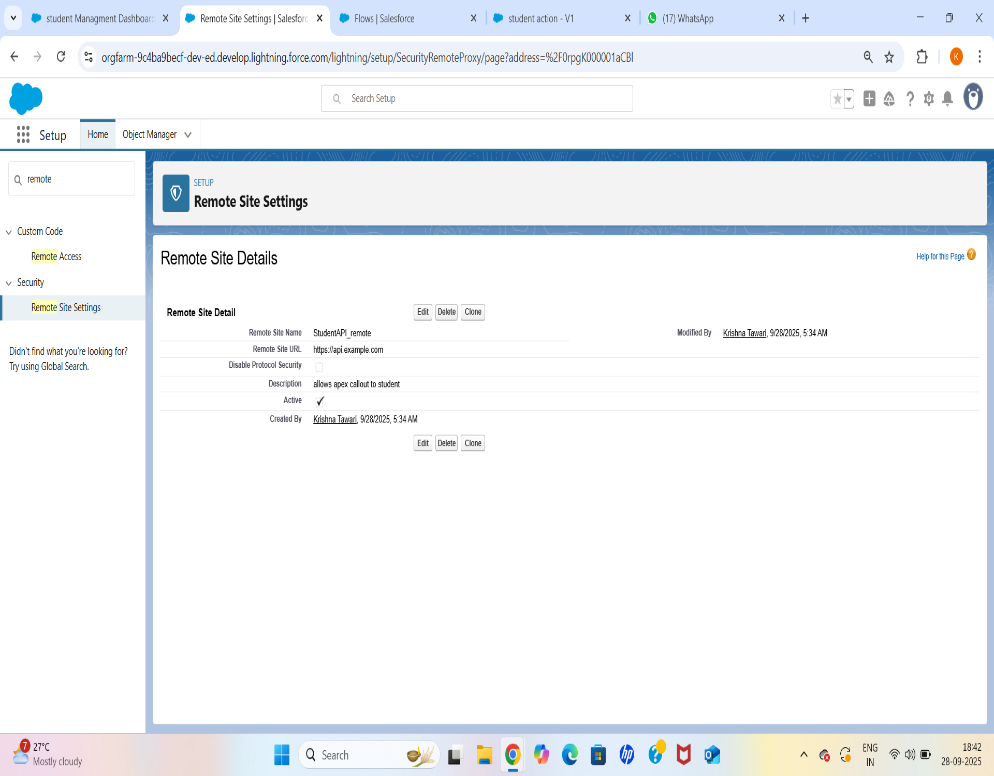 student Managment Dashboar
Remote Site Settings | Salesforc
Flows | Salesforce
student action - V1
(17) WhatsApp
orgfarm-9c4ba9becf-dev-ed.develop.lightning.force.com/lightning/setup/SecurityRemoteProxy/page?address=%2F0rpgK000001aCBl
K
Search Setup
Setup
Home
Object Manager
remote
Custom Code
Remote Access
Security
Remote Site Settings
Didn't find what you're looking for?
Try using Global Search.
SETUP
Remote Site Settings
Remote Site Details
Help for this Page
Remote Site Detail
Edit Delete Clone
Remote Site Name StudentAPI_remote
Modified By Krishna Tawari, 9/28/2025, 5:34 AM
Remote Site URL https://api.example.com
Disable Protocol Security
Description allows apex callout to student
Active
Created By Krishna Tawari, 9/28/2025, 5:34 AM
Edit Delete Clone
7
27°C
Mostly cloudy
Search
ENG
IN
18:42
28-09-2025